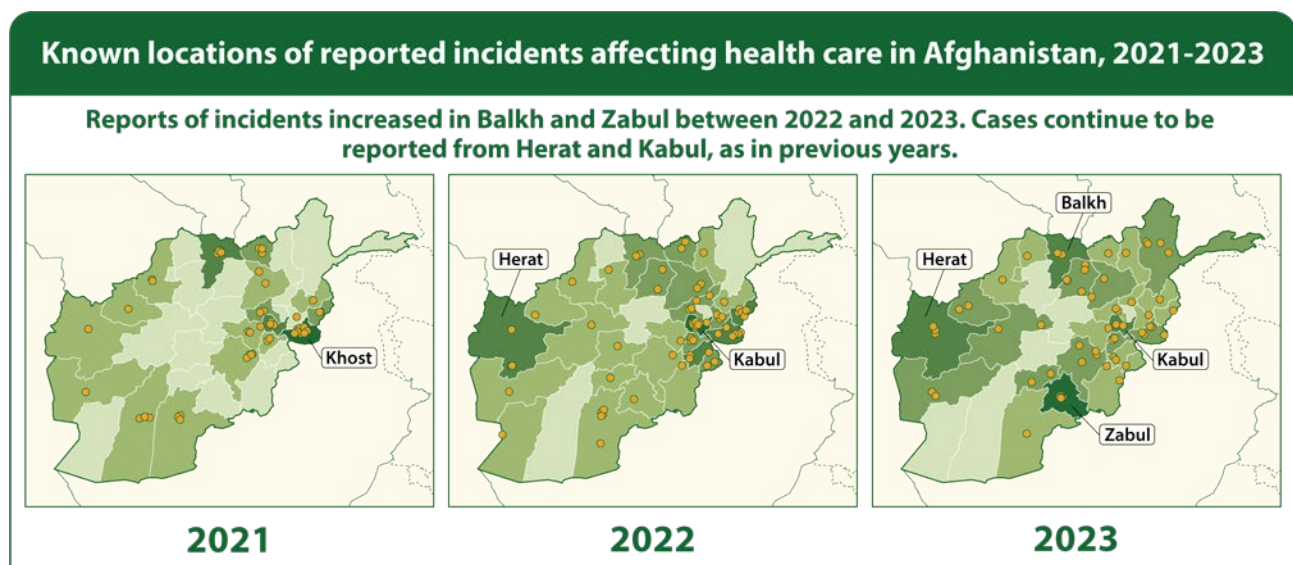 Known locations of reported incidents affecting health care in Afghanistan, 2021-2023
Reports of incidents increased in Balkh and Zabul between 2022 and 2023. Cases continue to be
reported from Herat and Kabul, as in previous years.
Khost
2021
Herat
Kabul
2022
Balkh
Herat
Kabul
Zabul
2023